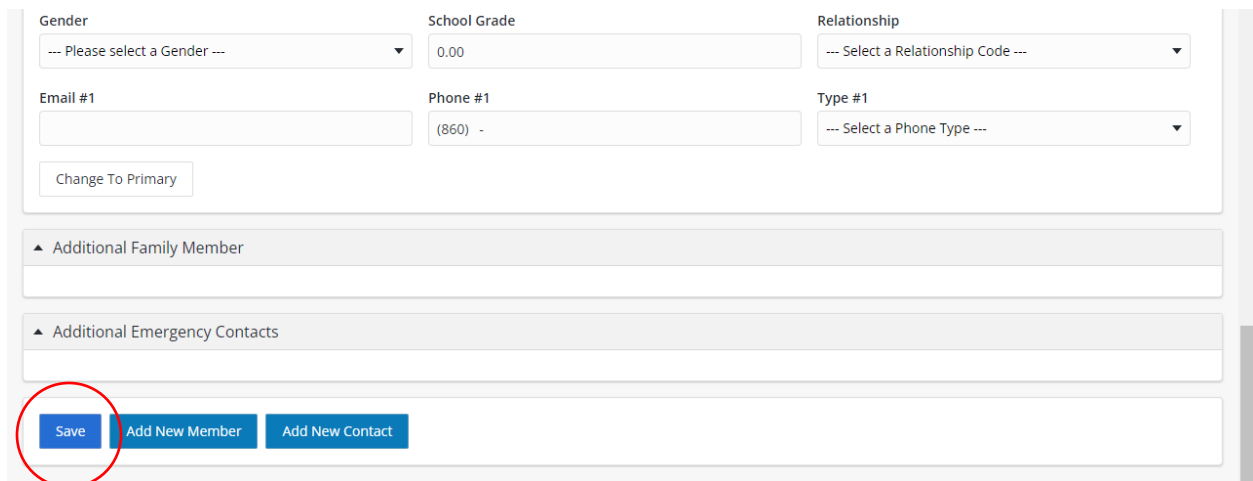 Gender School Grade Relationship
--- Please select a Gender --- 0.00 --- Select a Relationship Code ---
Email #1 Phone #1 Type #1
(860) - --- Select a Phone Type ---
Change To Primary
Additional Family Member
Additional Emergency Contacts
Save Add New Member Add New Contact